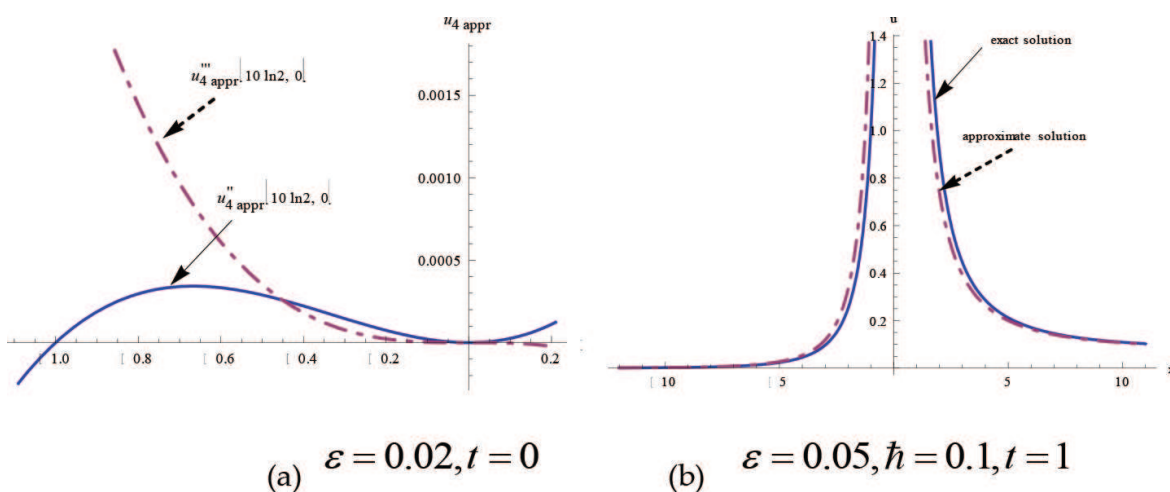 u4 appr
u'''4 appr 10 ln2, 0
0.0015
0.0010
u''4 appr 10 ln2, 0
0.0005
1.0 0.8 0.6 0.4 0.2 0.2
(a) ε = 0.02, t = 0
u
1.4
exact solution
1.2
1.0
approximate solution
0.8
0.6
0.4
0.2
10 5 5 10
(b) ε = 0.05, ħ = 0.1, t = 1